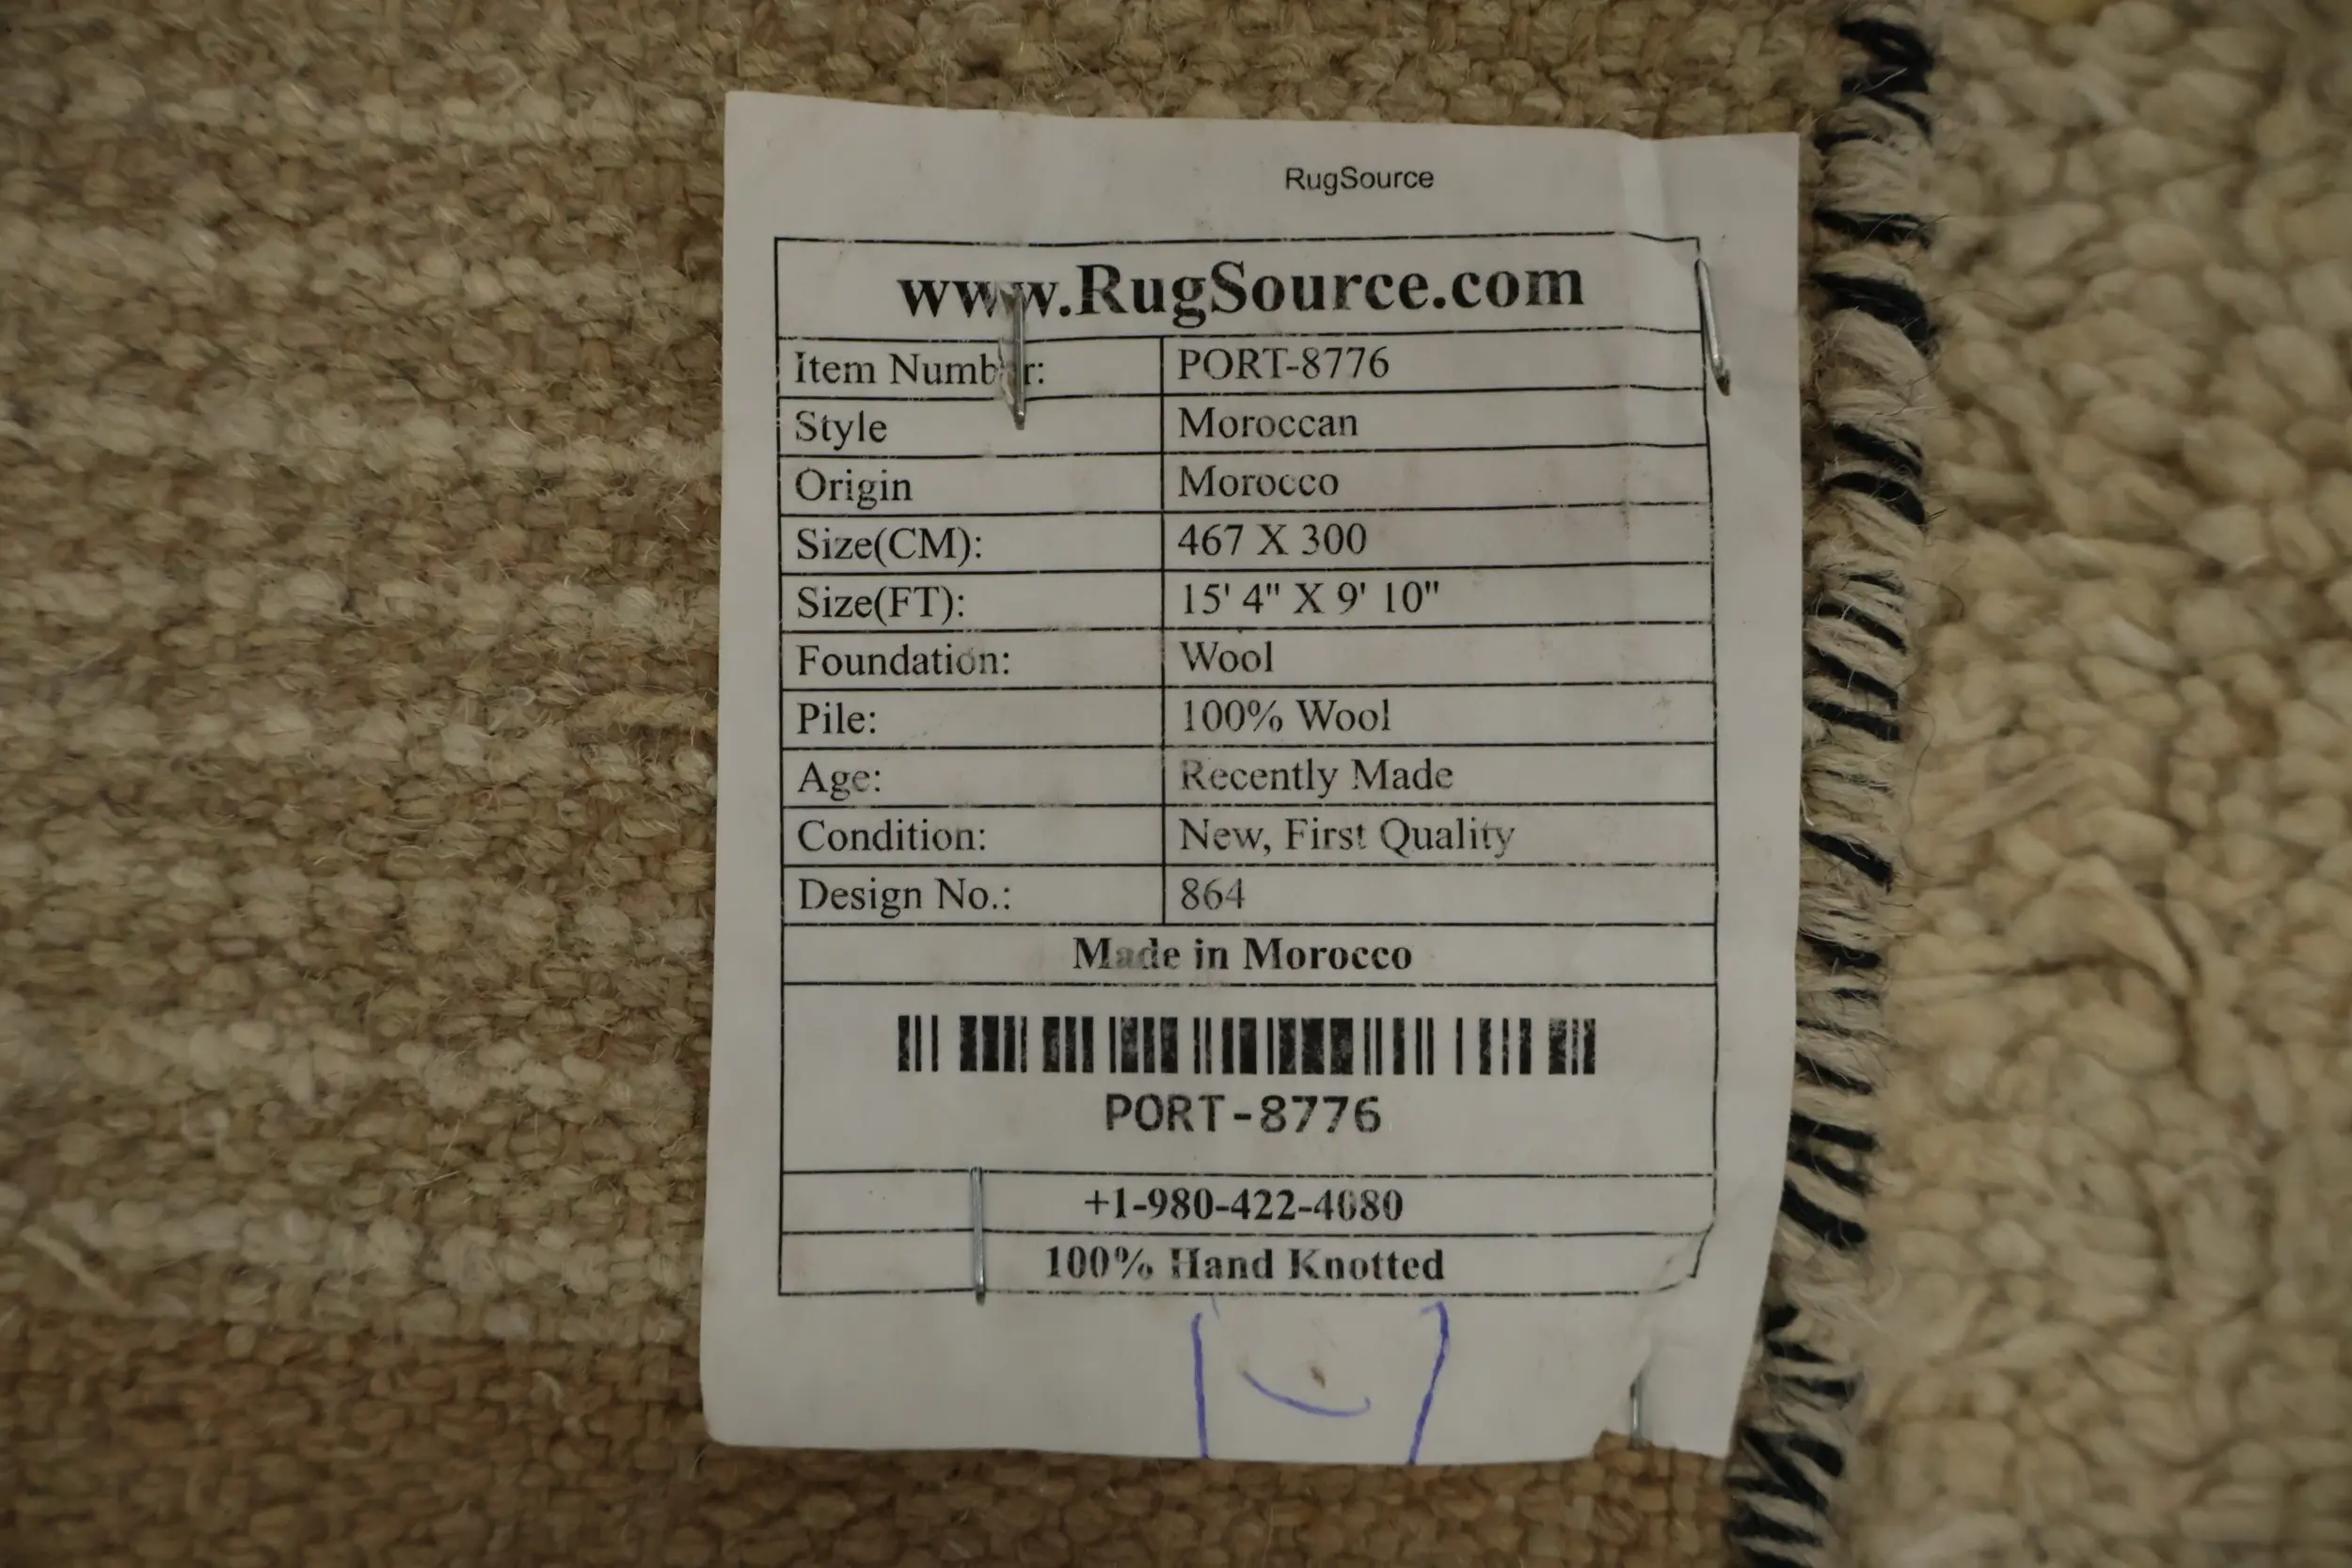 RugSource
www.RugSource.com
Item Number: PORT-8776
Style Moroccan
Origin Morocco
Size(CM): 467 X 300
Size(FT): 15' 4" X 9' 10"
Foundation: Wool
Pile: 100% Wool
Age: Recently Made
Condition: New, First Quality
Design No.: 864
Made in Morocco
PORT-8776
+1-980-422-4080
100% Hand Knotted